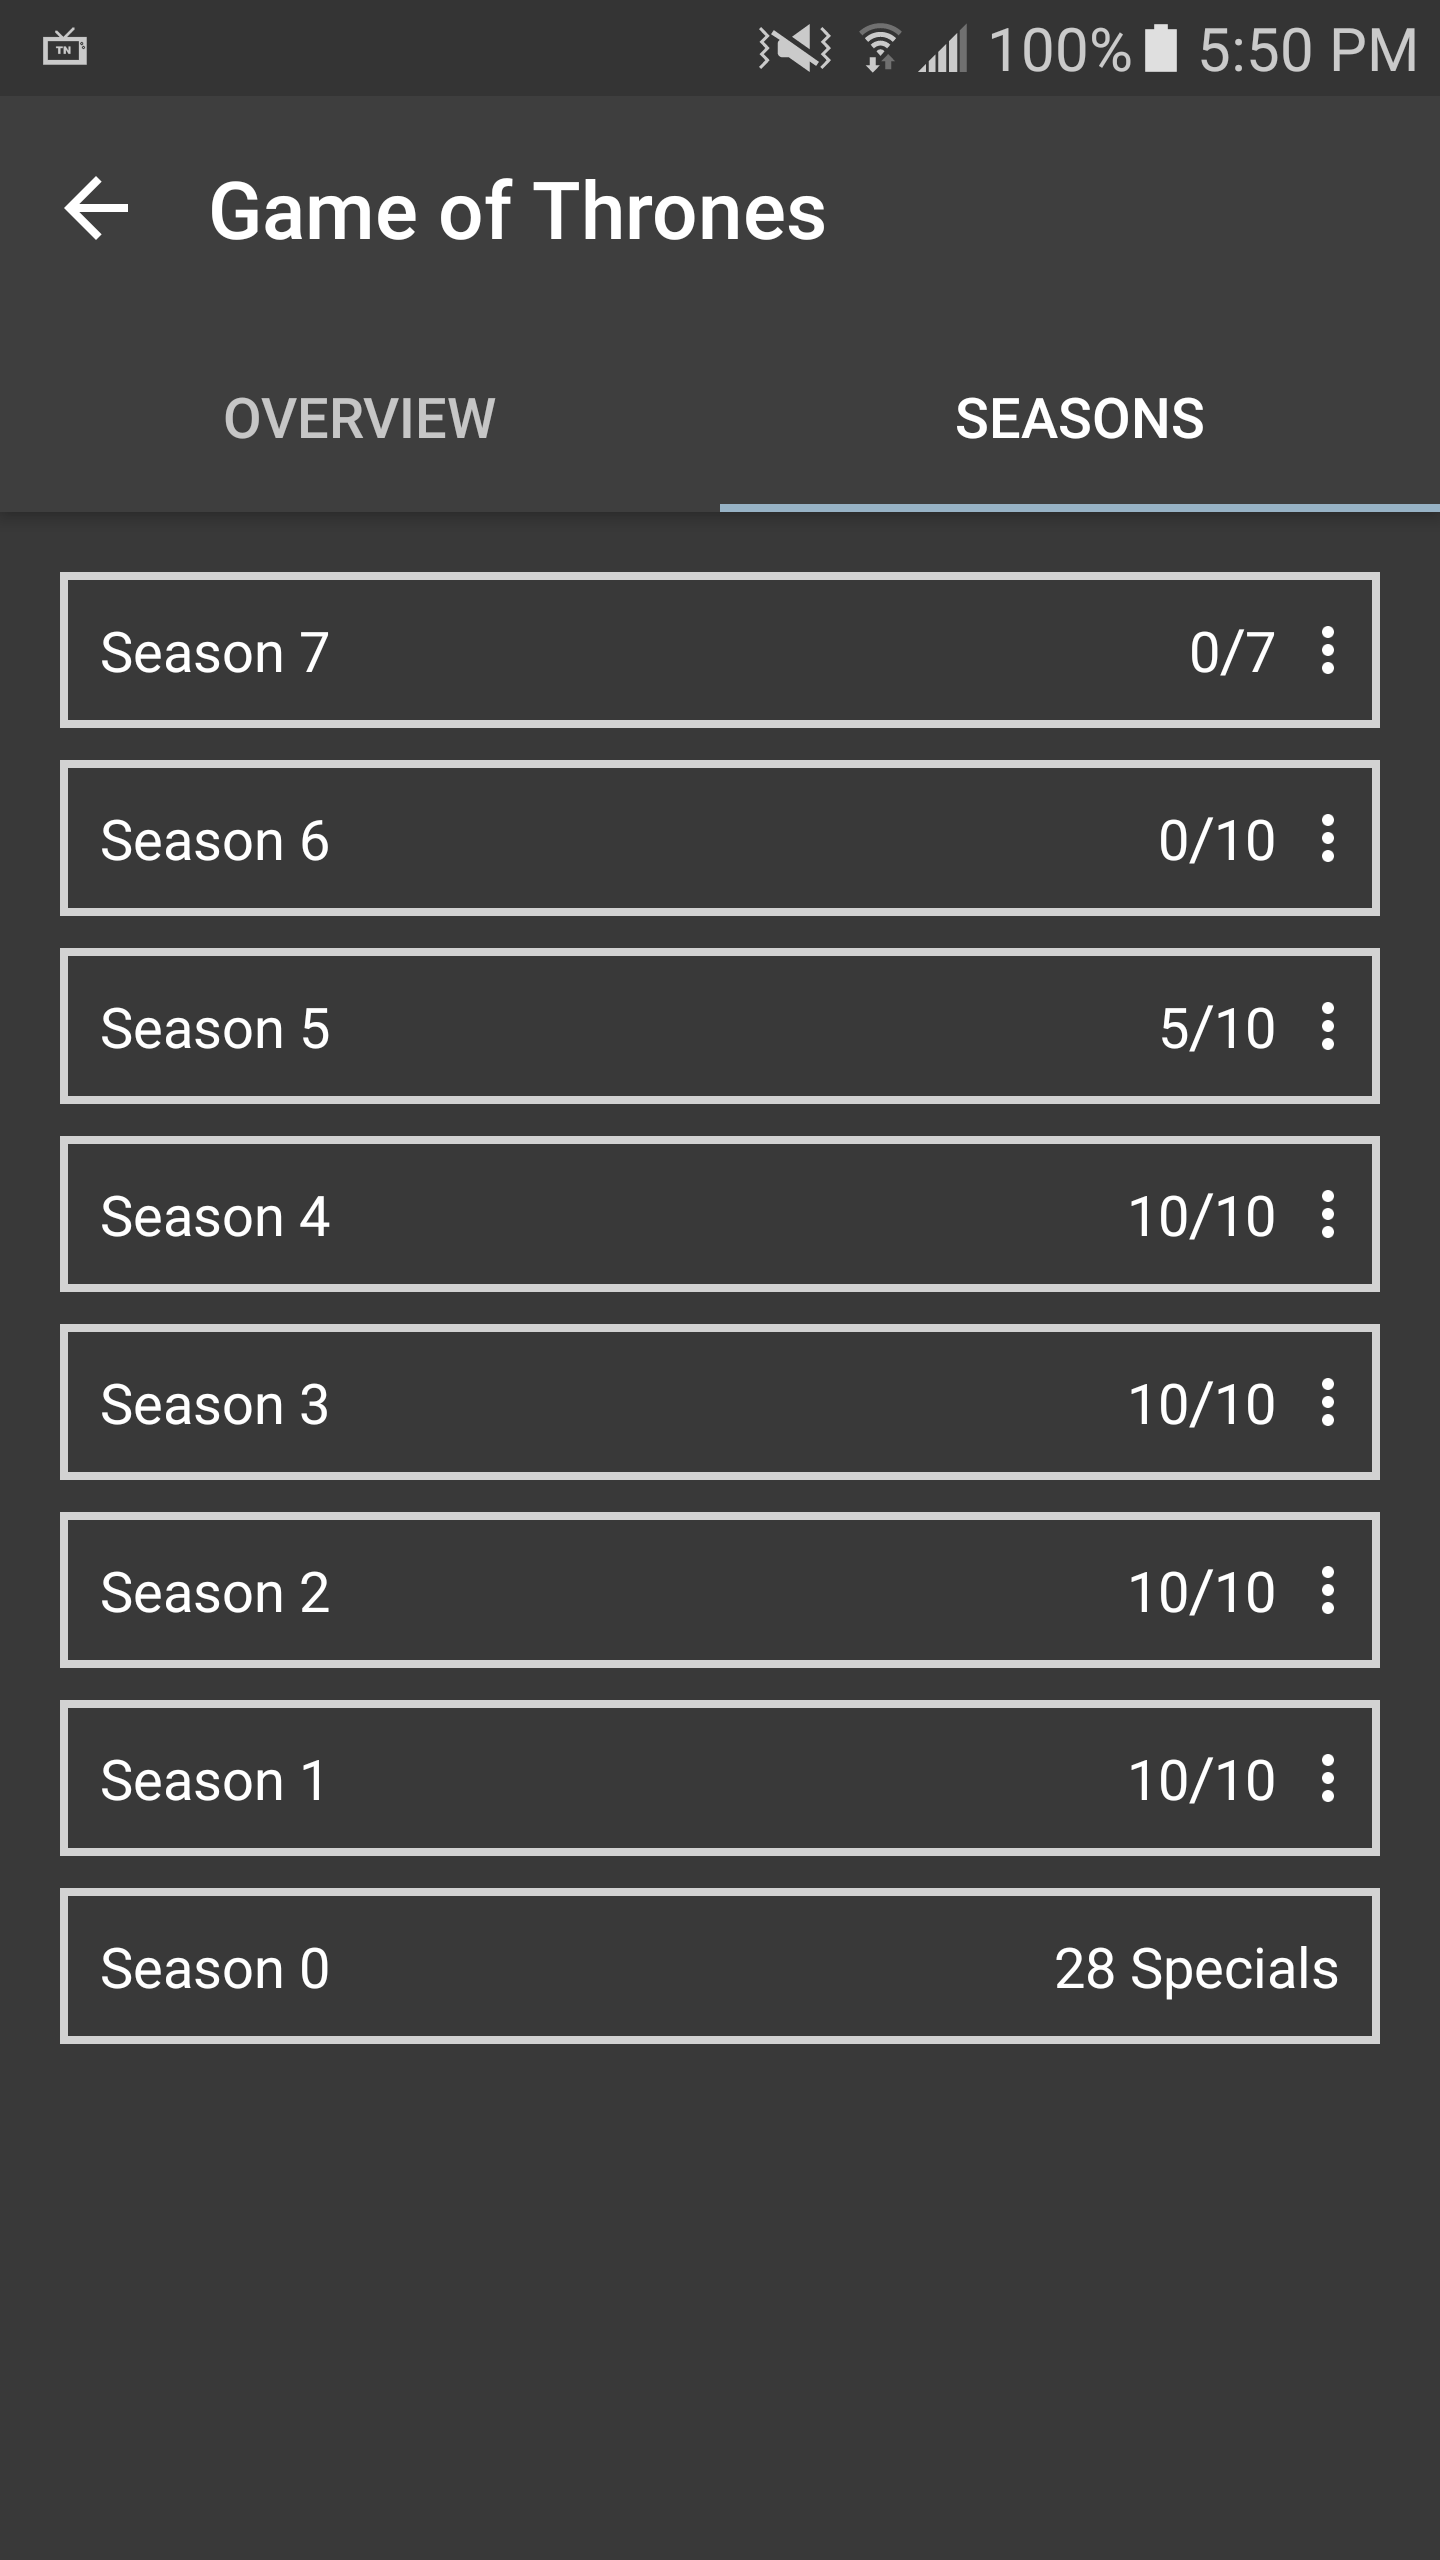 TN 100% 5:50 PM
Game of Thrones
OVERVIEW SEASONS
Season 7 0/7
Season 6 0/10
Season 5 5/10
Season 4 10/10
Season 3 10/10
Season 2 10/10
Season 1 10/10
Season 0 28 Specials